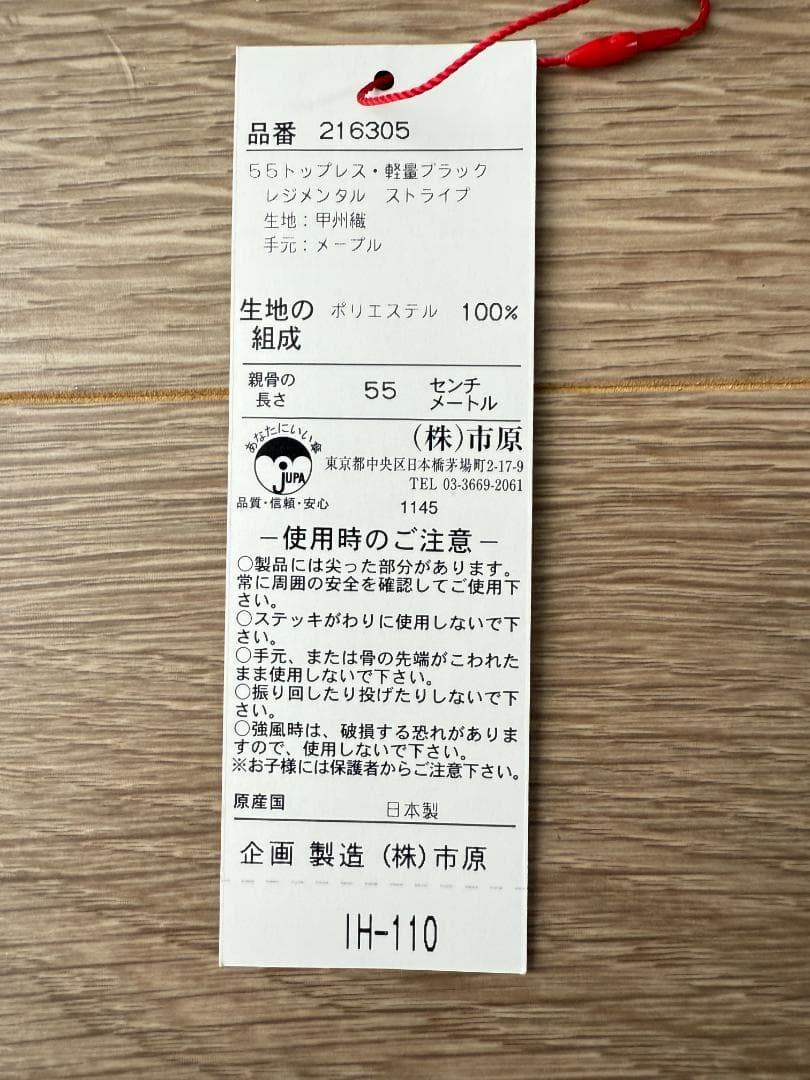 品番 216305
55トップレス・軽量ブラック
レジメンタル ストライプ
生地：甲州織
手元：メープル
生地の組成 ポリエステル 100%
親骨の長さ 55 センチメートル
(株)市原
東京都中央区日本橋茅場町2-17-9
TEL 03-3669-2061
1145
あなたにいい傘
JUPA
品質・信頼・安心
－使用時のご注意－
○製品には尖った部分があります。
常に周囲の安全を確認してご使用下
さい。
○ステッキがわりに使用しないで下
さい。
○手元、または骨の先端がこわれた
まま使用しないで下さい。
○振り回したり投げたりしないで下
さい。
○強風時は、破損する恐れがありま
すので、使用しないで下さい。
※お子様には保護者からご注意下さい。
原産国 日本製
企画 製造 (株)市原
IH-110